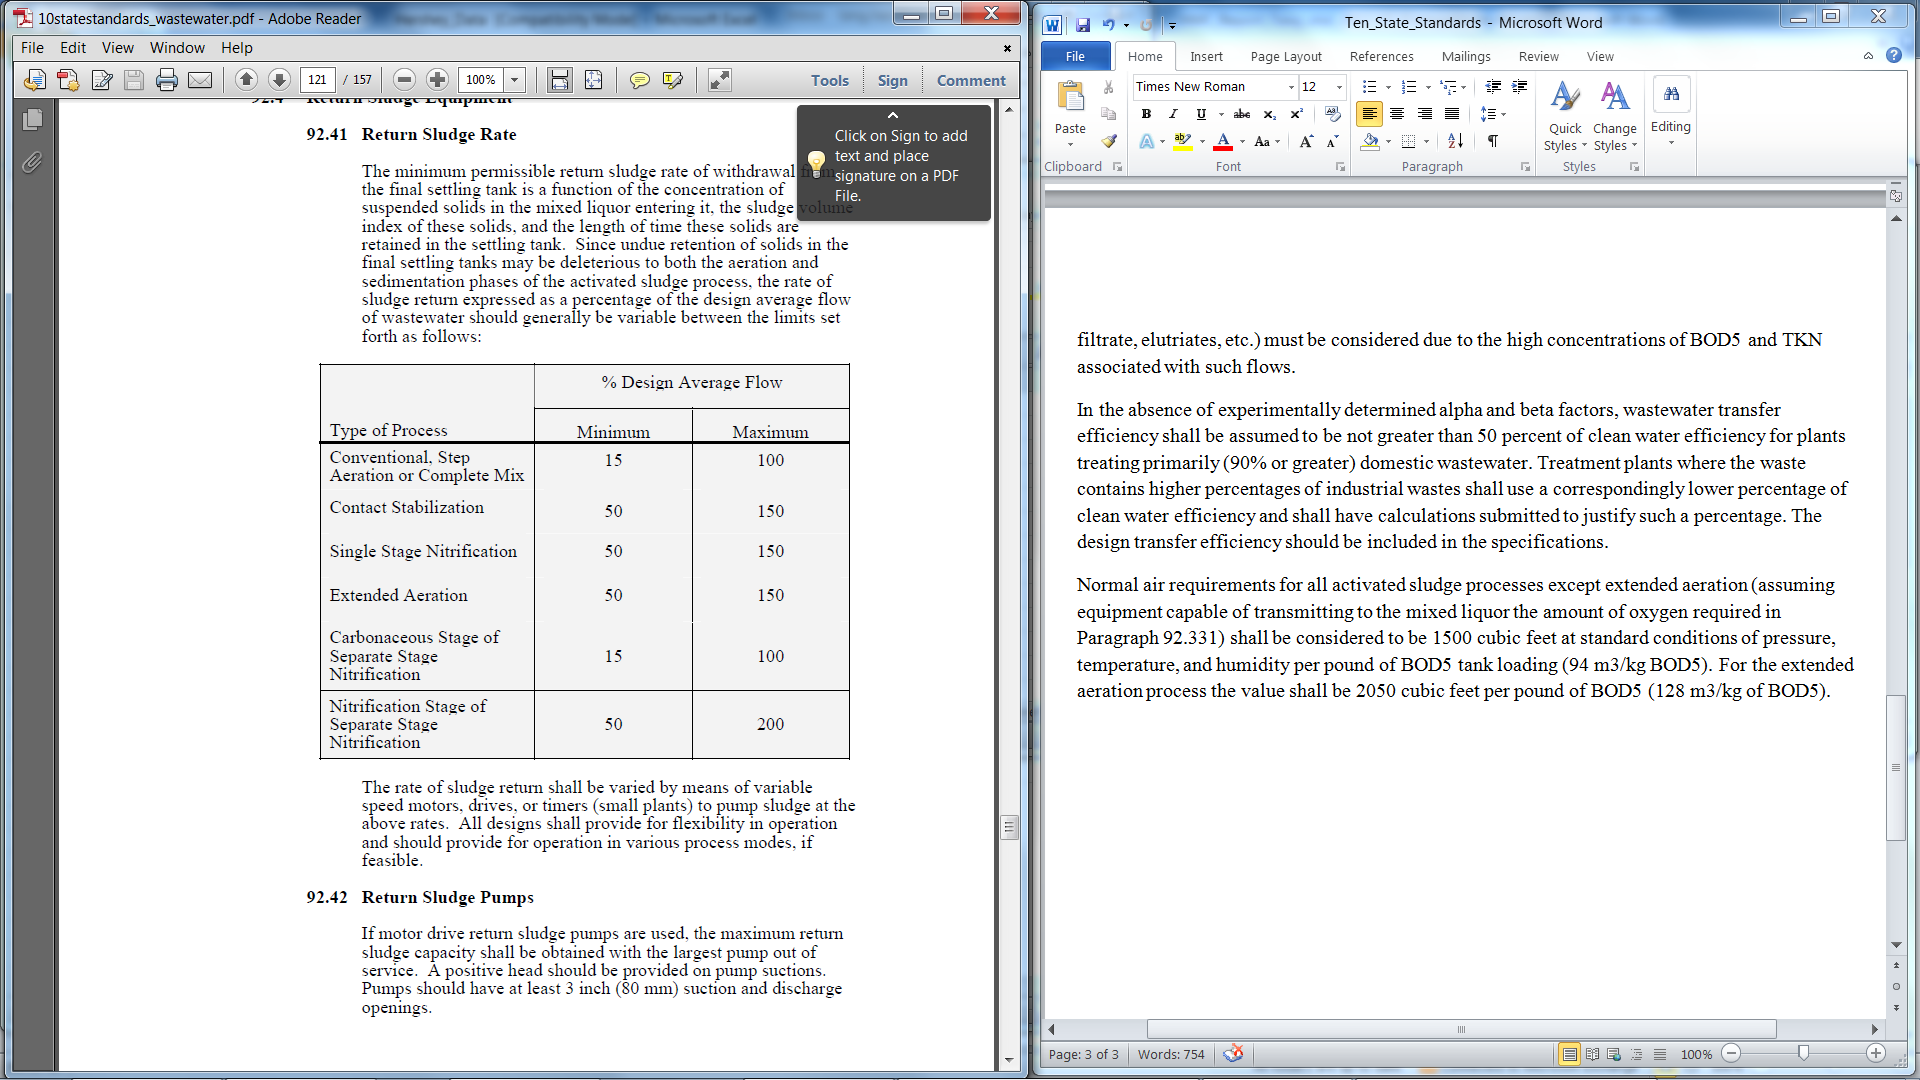 10statestandards_wastewater.pdf - Adobe Reader
File Edit View Window Help
121 / 157 100% Tools Sign Comment
92.4 Return Sludge Equipment
Click on Sign to add
text and place
signature on a PDF
File.
92.41 Return Sludge Rate
The minimum permissible return sludge rate of withdrawal from
the final settling tank is a function of the concentration of
suspended solids in the mixed liquor entering it, the sludge volume
index of these solids, and the length of time these solids are
retained in the settling tank. Since undue retention of solids in the
final settling tanks may be deleterious to both the aeration and
sedimentation phases of the activated sludge process, the rate of
sludge return expressed as a percentage of the design average flow
of wastewater should generally be variable between the limits set
forth as follows:
% Design Average Flow
Type of Process Minimum Maximum
Conventional, Step
Aeration or Complete Mix 15 100
Contact Stabilization 50 150
Single Stage Nitrification 50 150
Extended Aeration 50 150
Carbonaceous Stage of
Separate Stage 15 100
Nitrification
Nitrification Stage of
Separate Stage 50 200
Nitrification
The rate of sludge return shall be varied by means of variable
speed motors, drives, or timers (small plants) to pump sludge at the
above rates. All designs shall provide for flexibility in operation
and should provide for operation in various process modes, if
feasible.
92.42 Return Sludge Pumps
If motor drive return sludge pumps are used, the maximum return
sludge capacity shall be obtained with the largest pump out of
service. A positive head should be provided on pump suctions.
Pumps should have at least 3 inch (80 mm) suction and discharge
openings.
Ten_State_Standards - Microsoft Word
File Home Insert Page Layout References Mailings Review View
Paste
Times New Roman 12
Quick Styles
Change Styles
Editing
Clipboard Font Paragraph Styles
filtrate, elutriates, etc.) must be considered due to the high concentrations of BOD5 and TKN
associated with such flows.
In the absence of experimentally determined alpha and beta factors, wastewater transfer
efficiency shall be assumed to be not greater than 50 percent of clean water efficiency for plants
treating primarily (90% or greater) domestic wastewater. Treatment plants where the waste
contains higher percentages of industrial wastes shall use a correspondingly lower percentage of
clean water efficiency and shall have calculations submitted to justify such a percentage. The
design transfer efficiency should be included in the specifications.
Normal air requirements for all activated sludge processes except extended aeration (assuming
equipment capable of transmitting to the mixed liquor the amount of oxygen required in
Paragraph 92.331) shall be considered to be 1500 cubic feet at standard conditions of pressure,
temperature, and humidity per pound of BOD5 tank loading (94 m3/kg BOD5). For the extended
aeration process the value shall be 2050 cubic feet per pound of BOD5 (128 m3/kg of BOD5).
Page: 3 of 3 Words: 754 100%